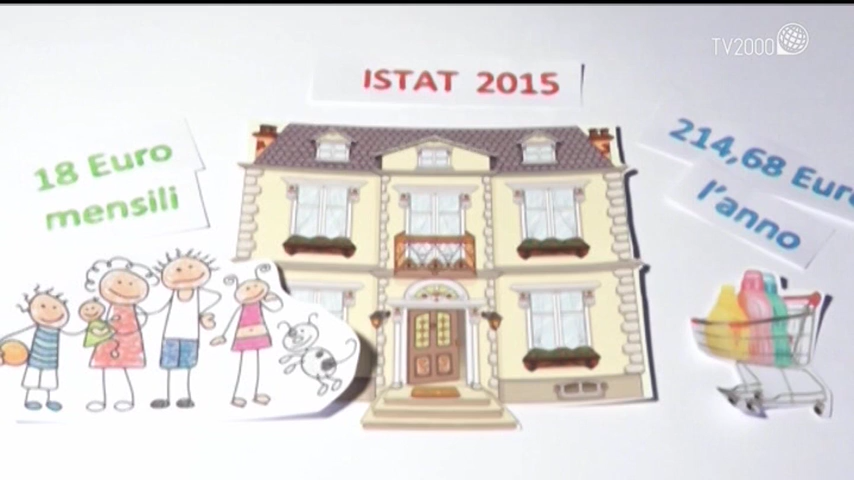 TV2000
ISTAT 2015
18 Euro
mensili
214,68 Euro
l'anno